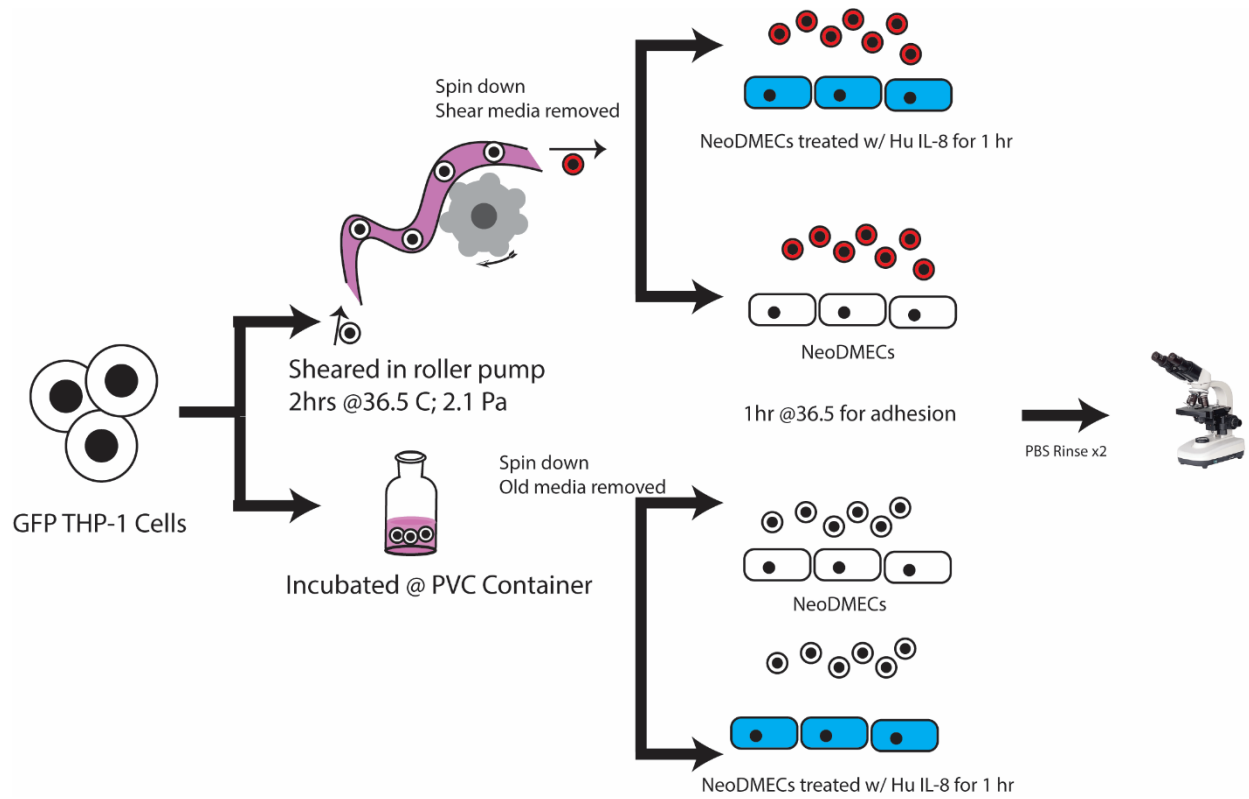 Spin down
Shear media removed
NeoDMECs treated w/ Hu IL-8 for 1 hr
NeoDMECs
Sheared in roller pump
2hrs @36.5 C; 2.1 Pa
1hr @36.5 for adhesion
PBS Rinse x2
GFP THP-1 Cells
Spin down
Old media removed
Incubated @ PVC Container
NeoDMECs
NeoDMECs treated w/ Hu IL-8 for 1 hr